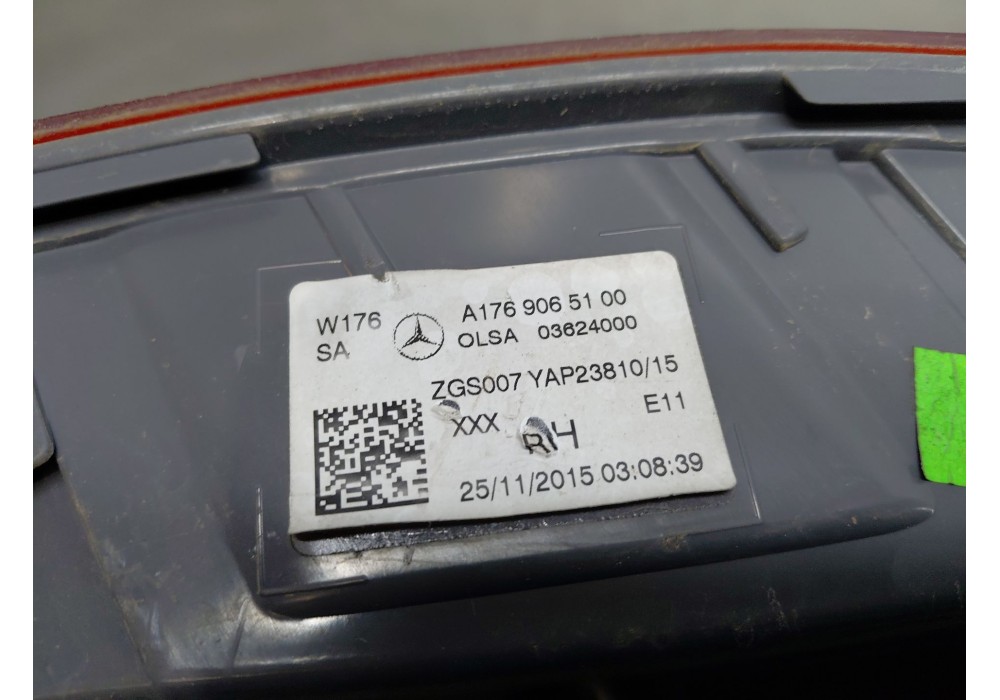 W176
SA
A176 906 51 00
OLSA 03624000
ZGS007 YAP23810/15
E11
XXX RH
25/11/2015 03:08:39